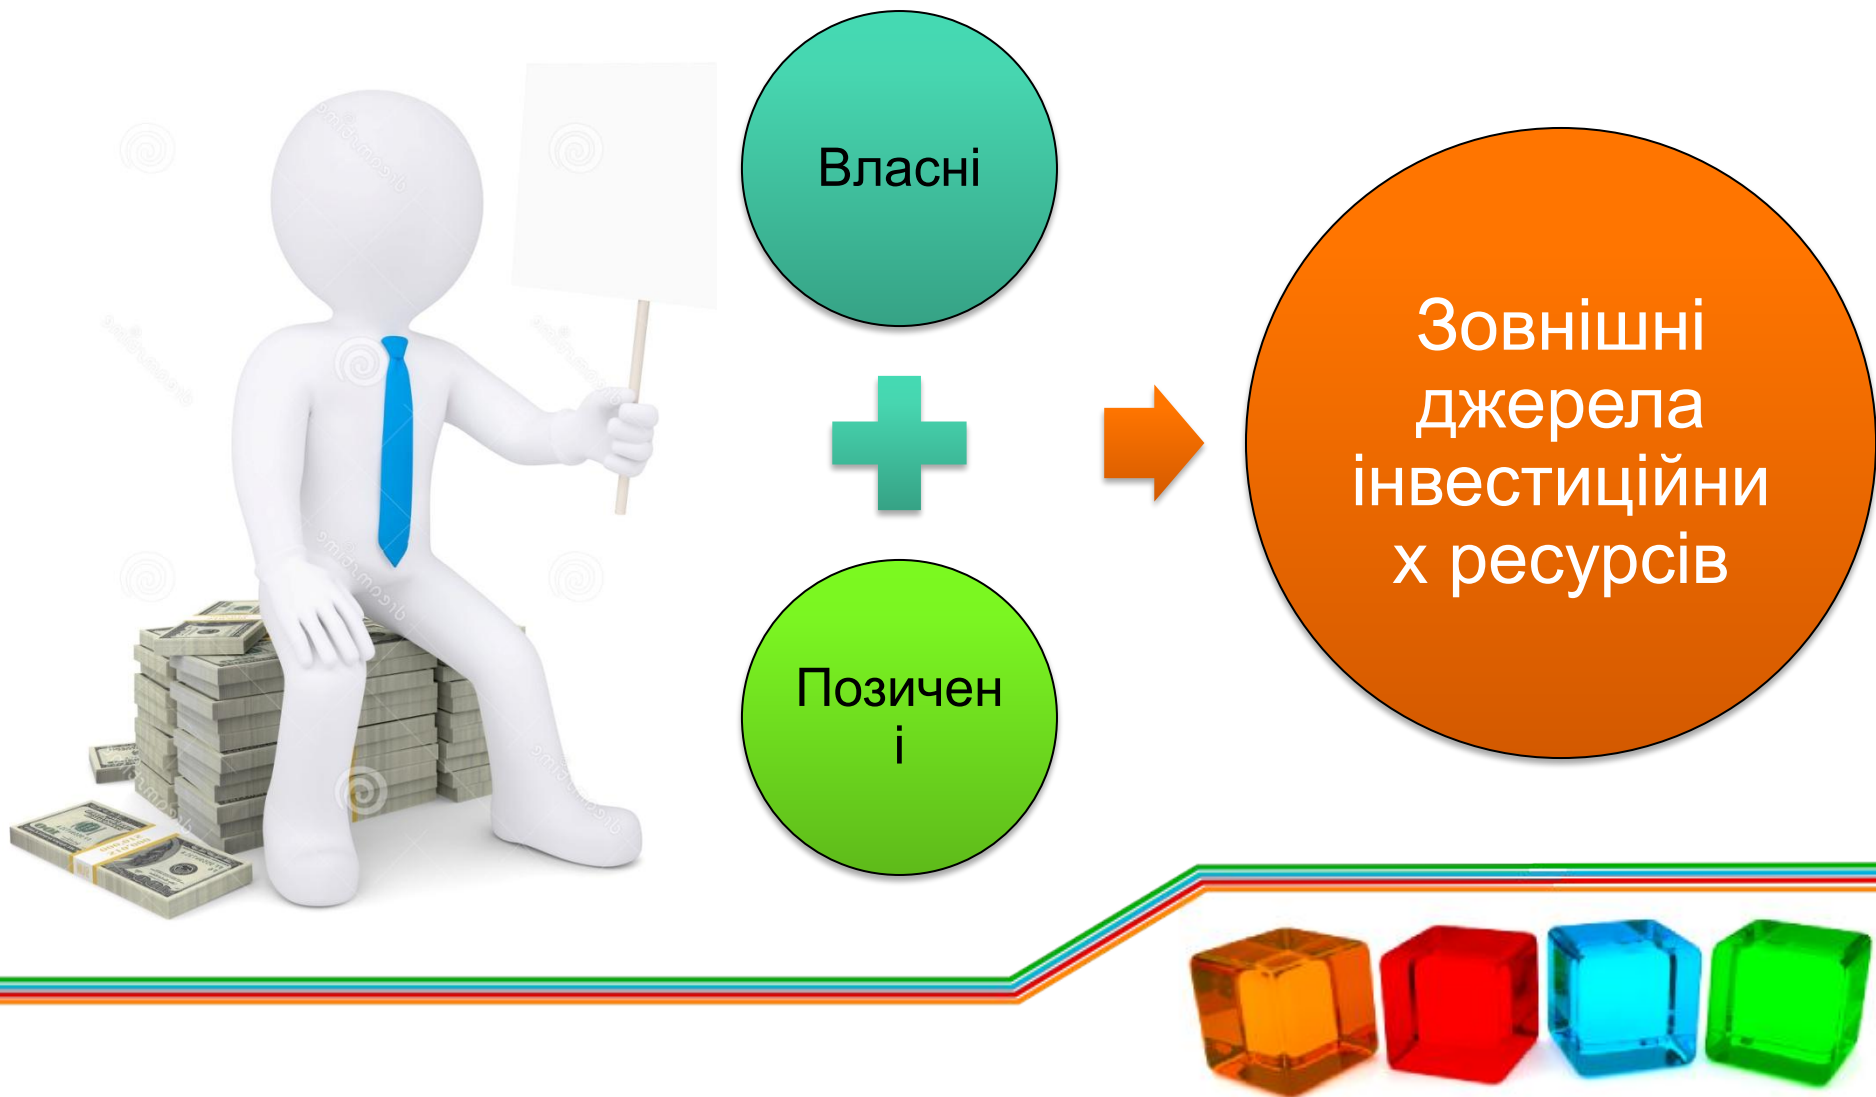 Власні
Позичен
і
Зовнішні
джерела
інвестиційни
х ресурсів